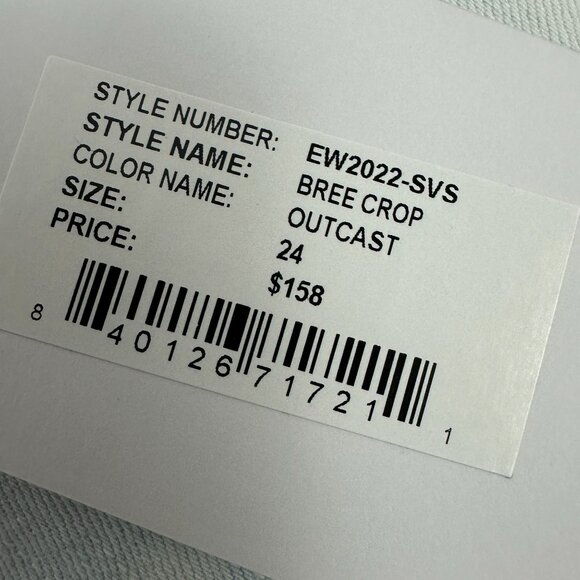 STYLE NUMBER: EW2022-SVS
STYLE NAME: BREE CROP
COLOR NAME: OUTCAST
SIZE: 24
PRICE: $158
8 40126 71721 1